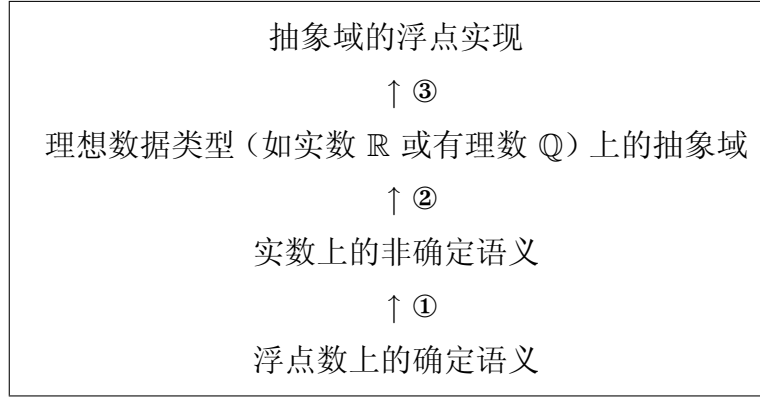 抽象域的浮点实现
↑ ③
理想数据类型（如实数 ℝ 或有理数 ℚ）上的抽象域
↑ ②
实数上的非确定语义
↑ ①
浮点数上的确定语义